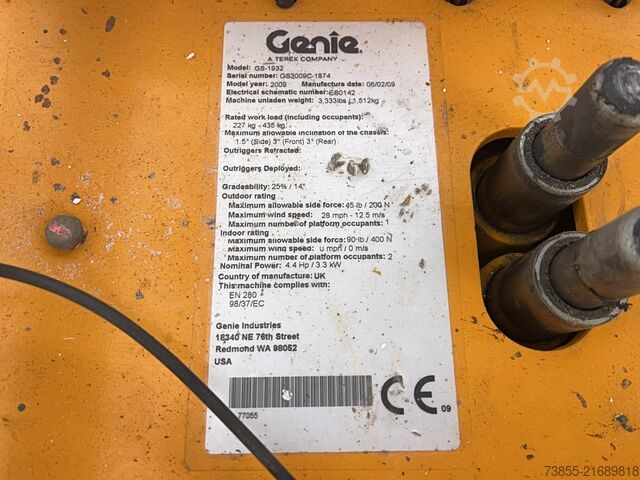 Genie
A TEREX COMPANY
Model: GS-1932
Serial number: GS3009C-1874
Model year: 2009 Manufacture date: 06/02/09
Electrical schematic number: E80142
Machine unladen weight: 3,333lbs / 1,512kg
Rated work load (including occupants):
227 kg - 435 kg
Maximum allowable inclination of the chassis:
1.5° (Side) 3° (Front) 3° (Rear)
Outriggers Retracted:
Outriggers Deployed:
Gradeability: 25% / 14°
Outdoor rating
Maximum allowable side force: 45 lb / 200 N
Maximum wind speed: 28 mph - 12.5 m/s
Maximum number of platform occupants: 1
Indoor rating
Maximum allowable side force: 90 lb / 400 N
Maximum wind speed: 0 mph / 0 m/s
Maximum number of platform occupants: 2
Nominal Power: 4.4 Hp / 3.3 kW
Country of manufacture: UK
This machine complies with:
EN 280
98/37/EC
Genie Industries
18340 NE 76th Street
Redmond WA 98052
USA
77055
CE 09
73855-21689818